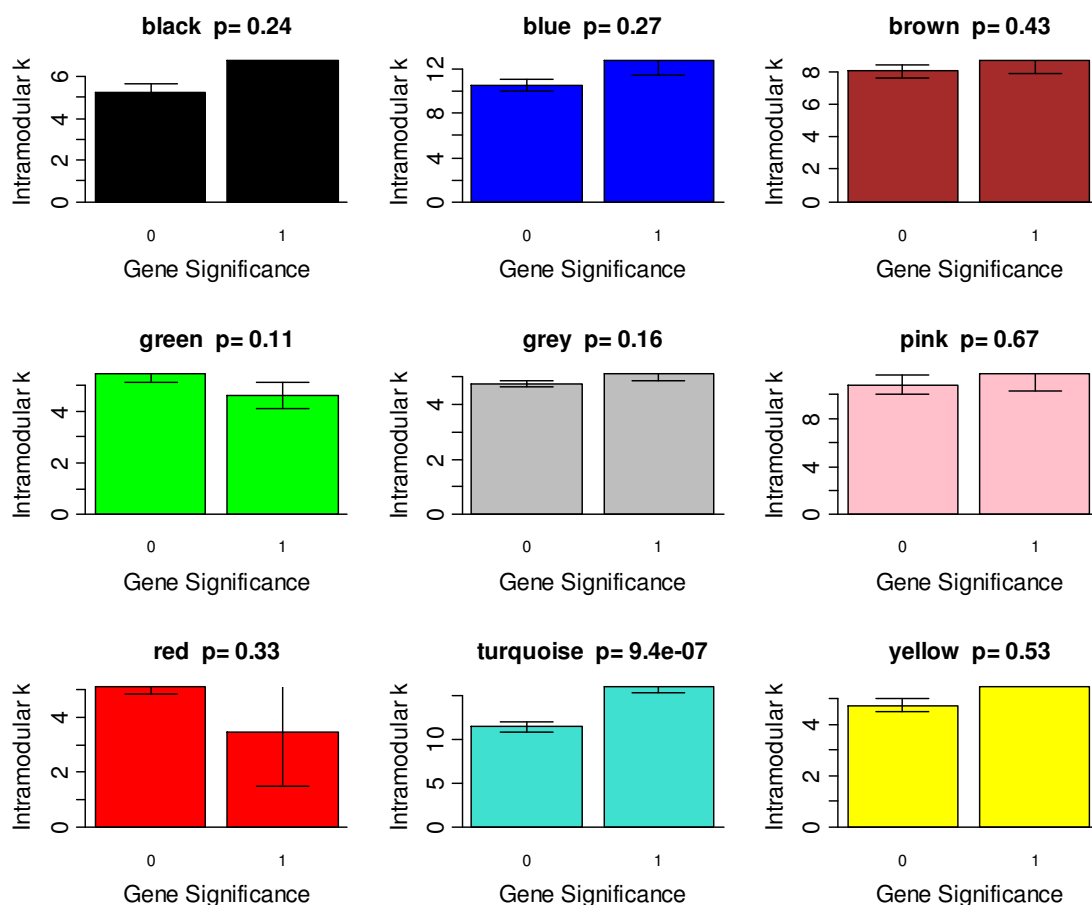 black p= 0.24
blue p= 0.27
brown p= 0.43
Intramodular k
0 2 4 6
0 1
Gene Significance
Intramodular k
0 4 8 12
0 1
Gene Significance
Intramodular k
0 2 4 6 8
0 1
Gene Significance
green p= 0.11
grey p= 0.16
pink p= 0.67
Intramodular k
0 2 4
0 1
Gene Significance
Intramodular k
0 2 4
0 1
Gene Significance
Intramodular k
0 4 8
0 1
Gene Significance
red p= 0.33
turquoise p= 9.4e-07
yellow p= 0.53
Intramodular k
0 2 4
0 1
Gene Significance
Intramodular k
0 5 10
0 1
Gene Significance
Intramodular k
0 2 4
0 1
Gene Significance